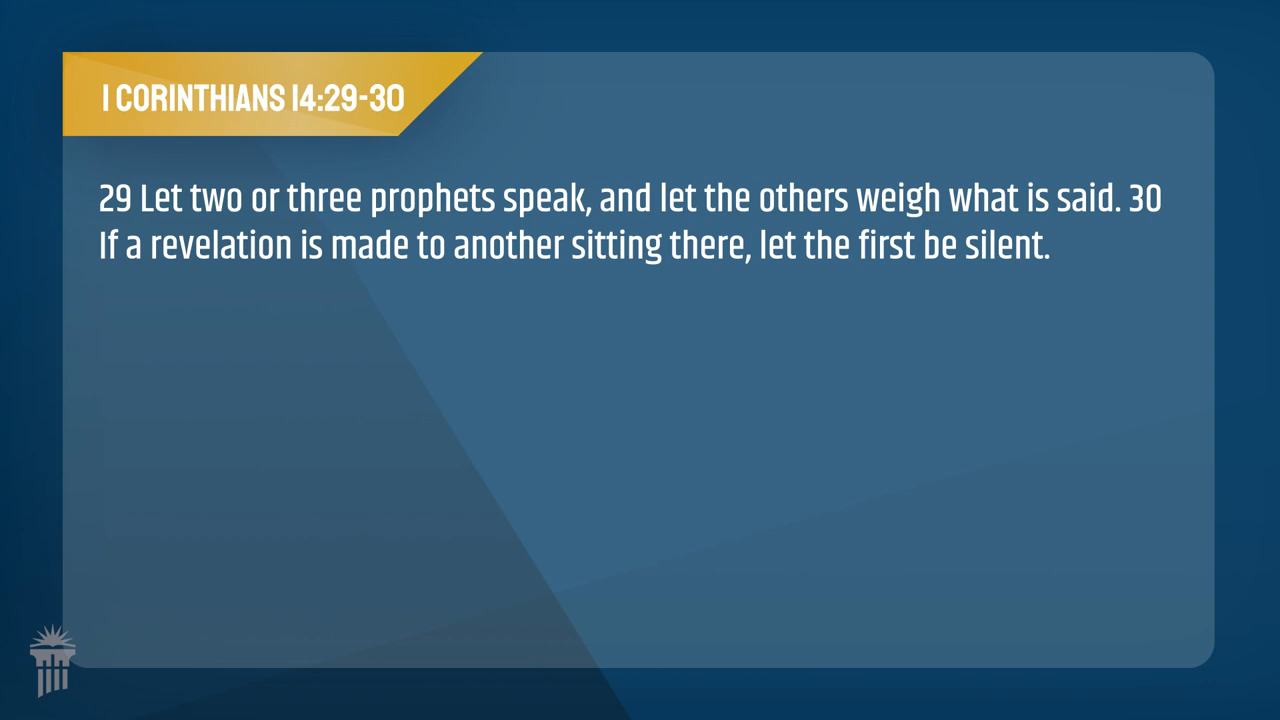 1 CORINTHIANS 14:29-30
29 Let two or three prophets speak, and let the others weigh what is said. 30
If a revelation is made to another sitting there, let the first be silent.